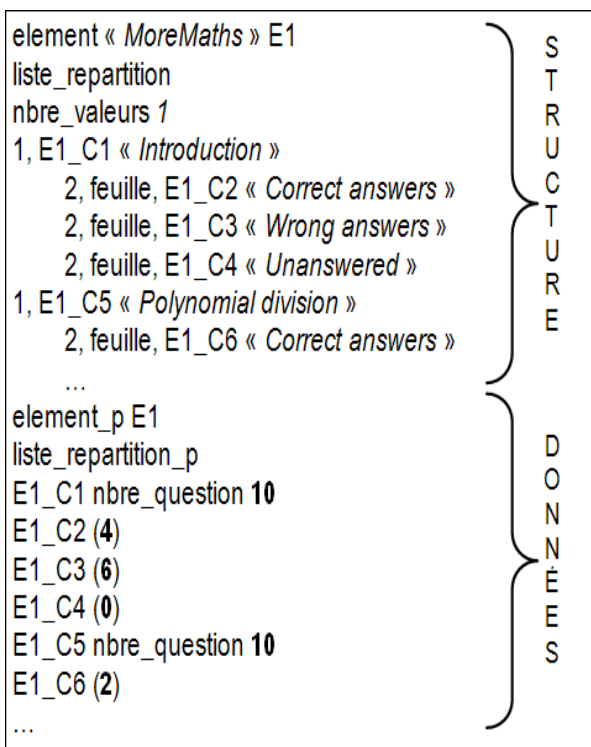 element « MoreMaths » E1
liste_repartition
nbre_valeurs 1
1, E1_C1 « Introduction »
2, feuille, E1_C2 « Correct answers »
2, feuille, E1_C3 « Wrong answers »
2, feuille, E1_C4 « Unanswered »
1, E1_C5 « Polynomial division »
2, feuille, E1_C6 « Correct answers »
...
STRUCTURE
element_p E1
liste_repartition_p
E1_C1 nbre_question 10
E1_C2 (4)
E1_C3 (6)
E1_C4 (0)
E1_C5 nbre_question 10
E1_C6 (2)
...
DONNÉES